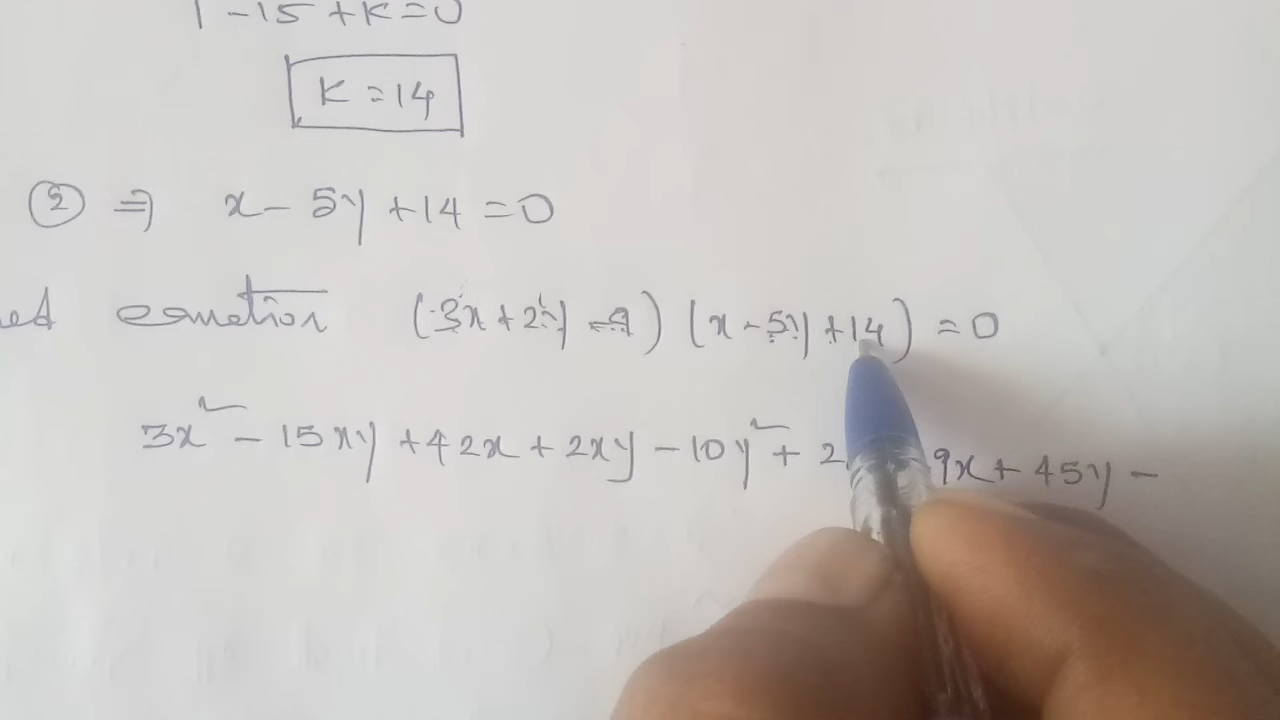 1 - 15 + K = 0
K = 14
② ⇒ x - 5y + 14 = 0
equation (3x + 2y - 9) (x - 5y + 14) = 0
3x² - 15xy + 42x + 2xy - 10y² + 2 9x + 45y -